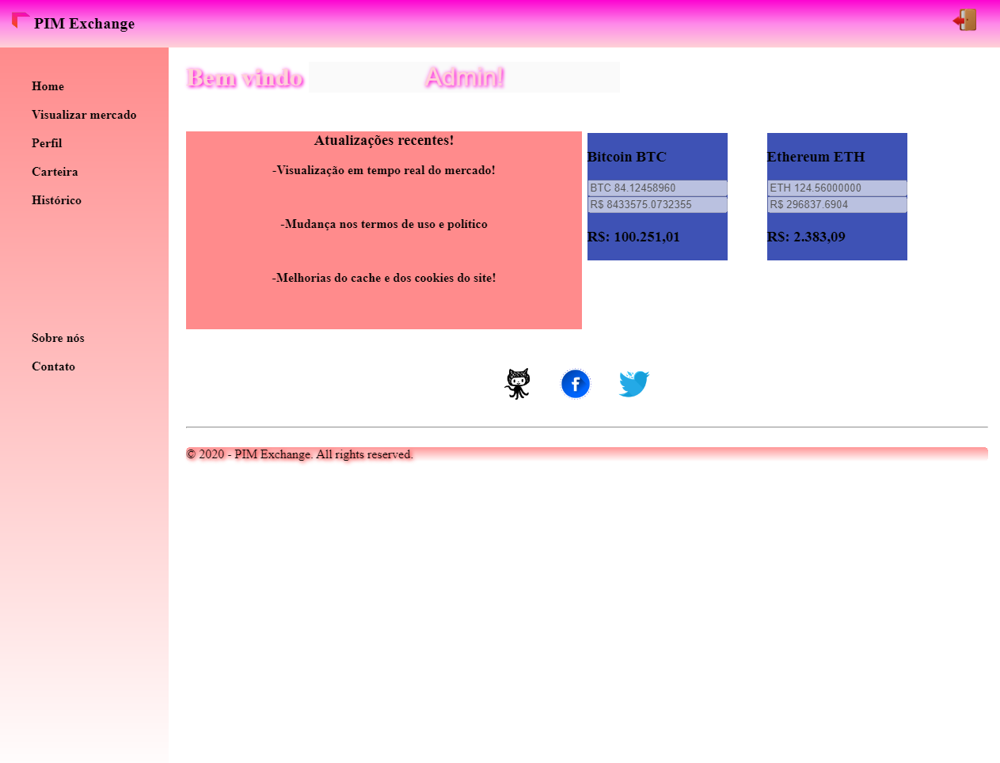 PIM Exchange
Home
Visualizar mercado
Perfil
Carteira
Histórico
Sobre nós
Contato
Bem vindo Admin!
Atualizações recentes!
-Visualização em tempo real do mercado!
-Mudança nos termos de uso e político
-Melhorias do cache e dos cookies do site!
Bitcoin BTC
BTC 84.12458960
R$ 8433575.0732355
R$: 100.251,01
Ethereum ETH
ETH 124.56000000
R$ 296837.6904
R$: 2.383,09
© 2020 - PIM Exchange. All rights reserved.